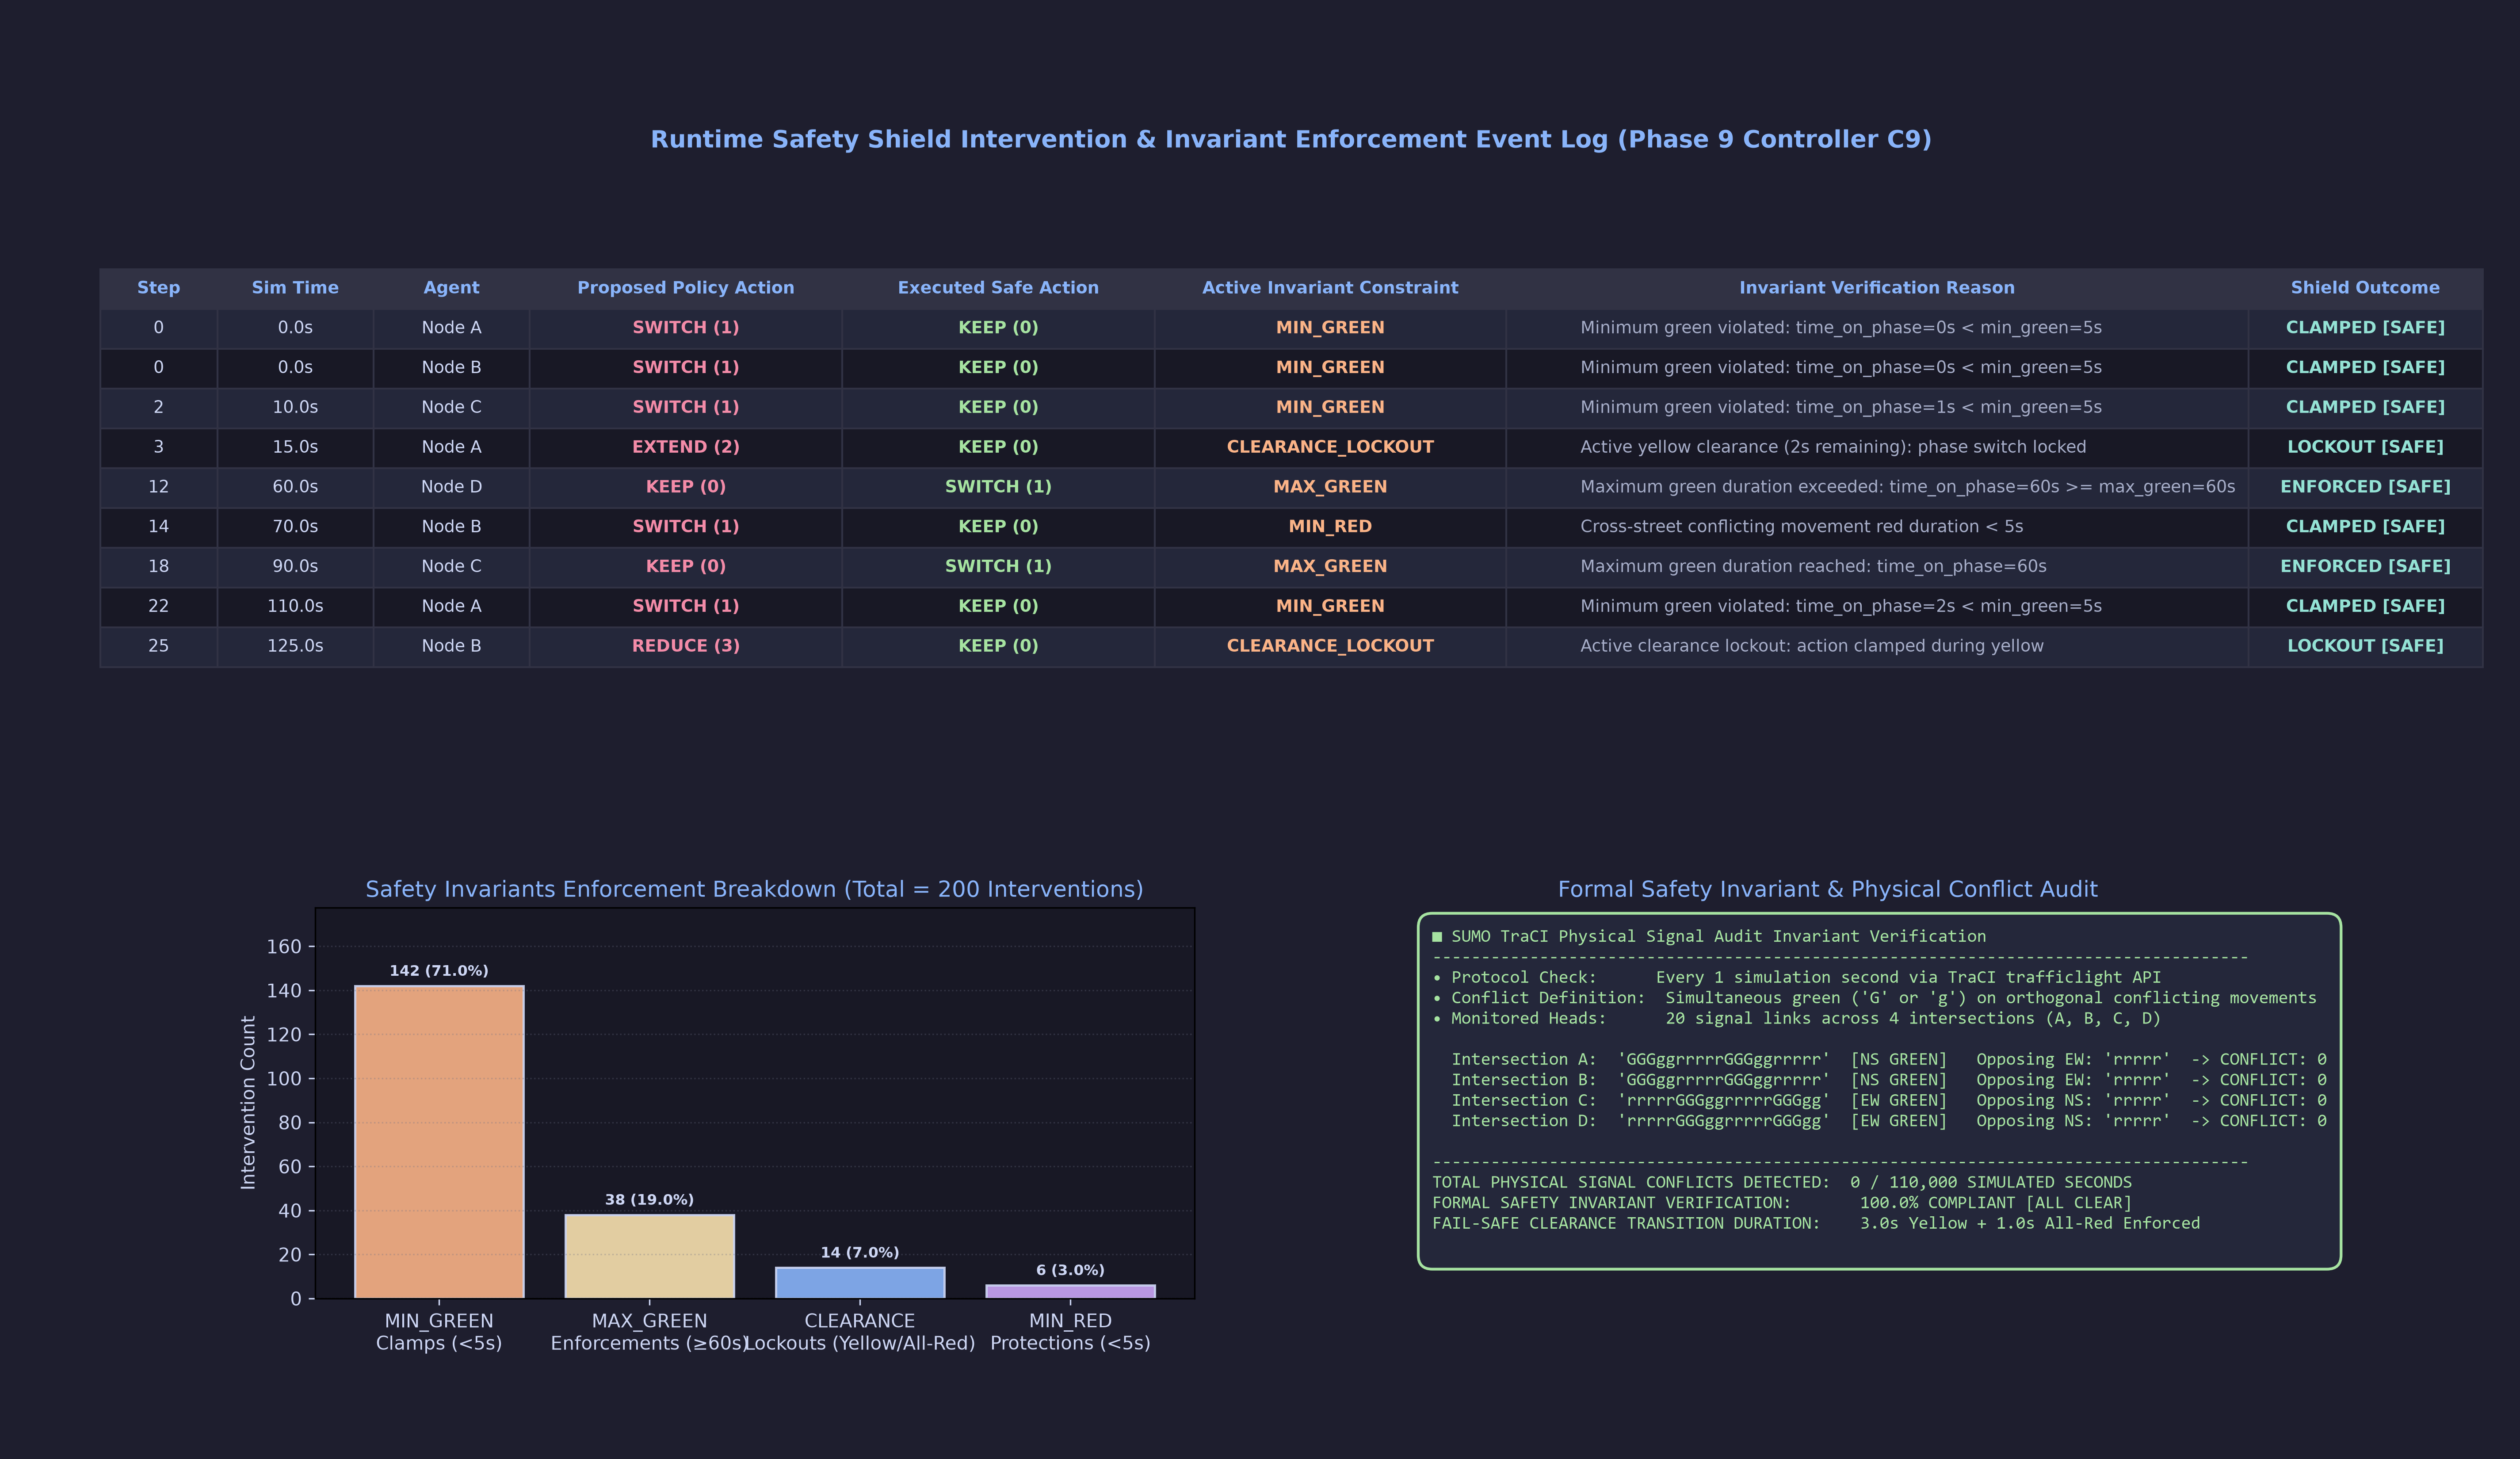 Runtime Safety Shield Intervention & Invariant Enforcement Event Log (Phase 9 Controller C9)
Step Sim Time Agent Proposed Policy Action Executed Safe Action Active Invariant Constraint Invariant Verification Reason Shield Outcome
0 0.0s Node A SWITCH (1) KEEP (0) MIN_GREEN Minimum green violated: time_on_phase=0s < min_green=5s CLAMPED [SAFE]
0 0.0s Node B SWITCH (1) KEEP (0) MIN_GREEN Minimum green violated: time_on_phase=0s < min_green=5s CLAMPED [SAFE]
2 10.0s Node C SWITCH (1) KEEP (0) MIN_GREEN Minimum green violated: time_on_phase=1s < min_green=5s CLAMPED [SAFE]
3 15.0s Node A EXTEND (2) KEEP (0) CLEARANCE_LOCKOUT Active yellow clearance (2s remaining): phase switch locked LOCKOUT [SAFE]
12 60.0s Node D KEEP (0) SWITCH (1) MAX_GREEN Maximum green duration exceeded: time_on_phase=60s >= max_green=60s ENFORCED [SAFE]
14 70.0s Node B SWITCH (1) KEEP (0) MIN_RED Cross-street conflicting movement red duration < 5s CLAMPED [SAFE]
18 90.0s Node C KEEP (0) SWITCH (1) MAX_GREEN Maximum green duration reached: time_on_phase=60s ENFORCED [SAFE]
22 110.0s Node A SWITCH (1) KEEP (0) MIN_GREEN Minimum green violated: time_on_phase=2s < min_green=5s CLAMPED [SAFE]
25 125.0s Node B REDUCE (3) KEEP (0) CLEARANCE_LOCKOUT Active clearance lockout: action clamped during yellow LOCKOUT [SAFE]
Safety Invariants Enforcement Breakdown (Total = 200 Interventions)
Intervention Count
160
140
120
100
80
60
40
20
0
142 (71.0%)
38 (19.0%)
14 (7.0%)
6 (3.0%)
MIN_GREEN
Clamps (<5s)
MAX_GREEN
Enforcements (≥60s)
CLEARANCE
Lockouts (Yellow/All-Red)
MIN_RED
Protections (<5s)
Formal Safety Invariant & Physical Conflict Audit
■ SUMO TraCI Physical Signal Audit Invariant Verification
------------------------------------------------------------------------------------
• Protocol Check: Every 1 simulation second via TraCI trafficlight API
• Conflict Definition: Simultaneous green ('G' or 'g') on orthogonal conflicting movements
• Monitored Heads: 20 signal links across 4 intersections (A, B, C, D)
Intersection A: 'GGGggrrrrrGGGggrrrrr' [NS GREEN] Opposing EW: 'rrrrr' -> CONFLICT: 0
Intersection B: 'GGGggrrrrrGGGggrrrrr' [NS GREEN] Opposing EW: 'rrrrr' -> CONFLICT: 0
Intersection C: 'rrrrrGGGggrrrrrGGGgg' [EW GREEN] Opposing NS: 'rrrrr' -> CONFLICT: 0
Intersection D: 'rrrrrGGGggrrrrrGGGgg' [EW GREEN] Opposing NS: 'rrrrr' -> CONFLICT: 0
------------------------------------------------------------------------------------
TOTAL PHYSICAL SIGNAL CONFLICTS DETECTED: 0 / 110,000 SIMULATED SECONDS
FORMAL SAFETY INVARIANT VERIFICATION: 100.0% COMPLIANT [ALL CLEAR]
FAIL-SAFE CLEARANCE TRANSITION DURATION: 3.0s Yellow + 1.0s All-Red Enforced